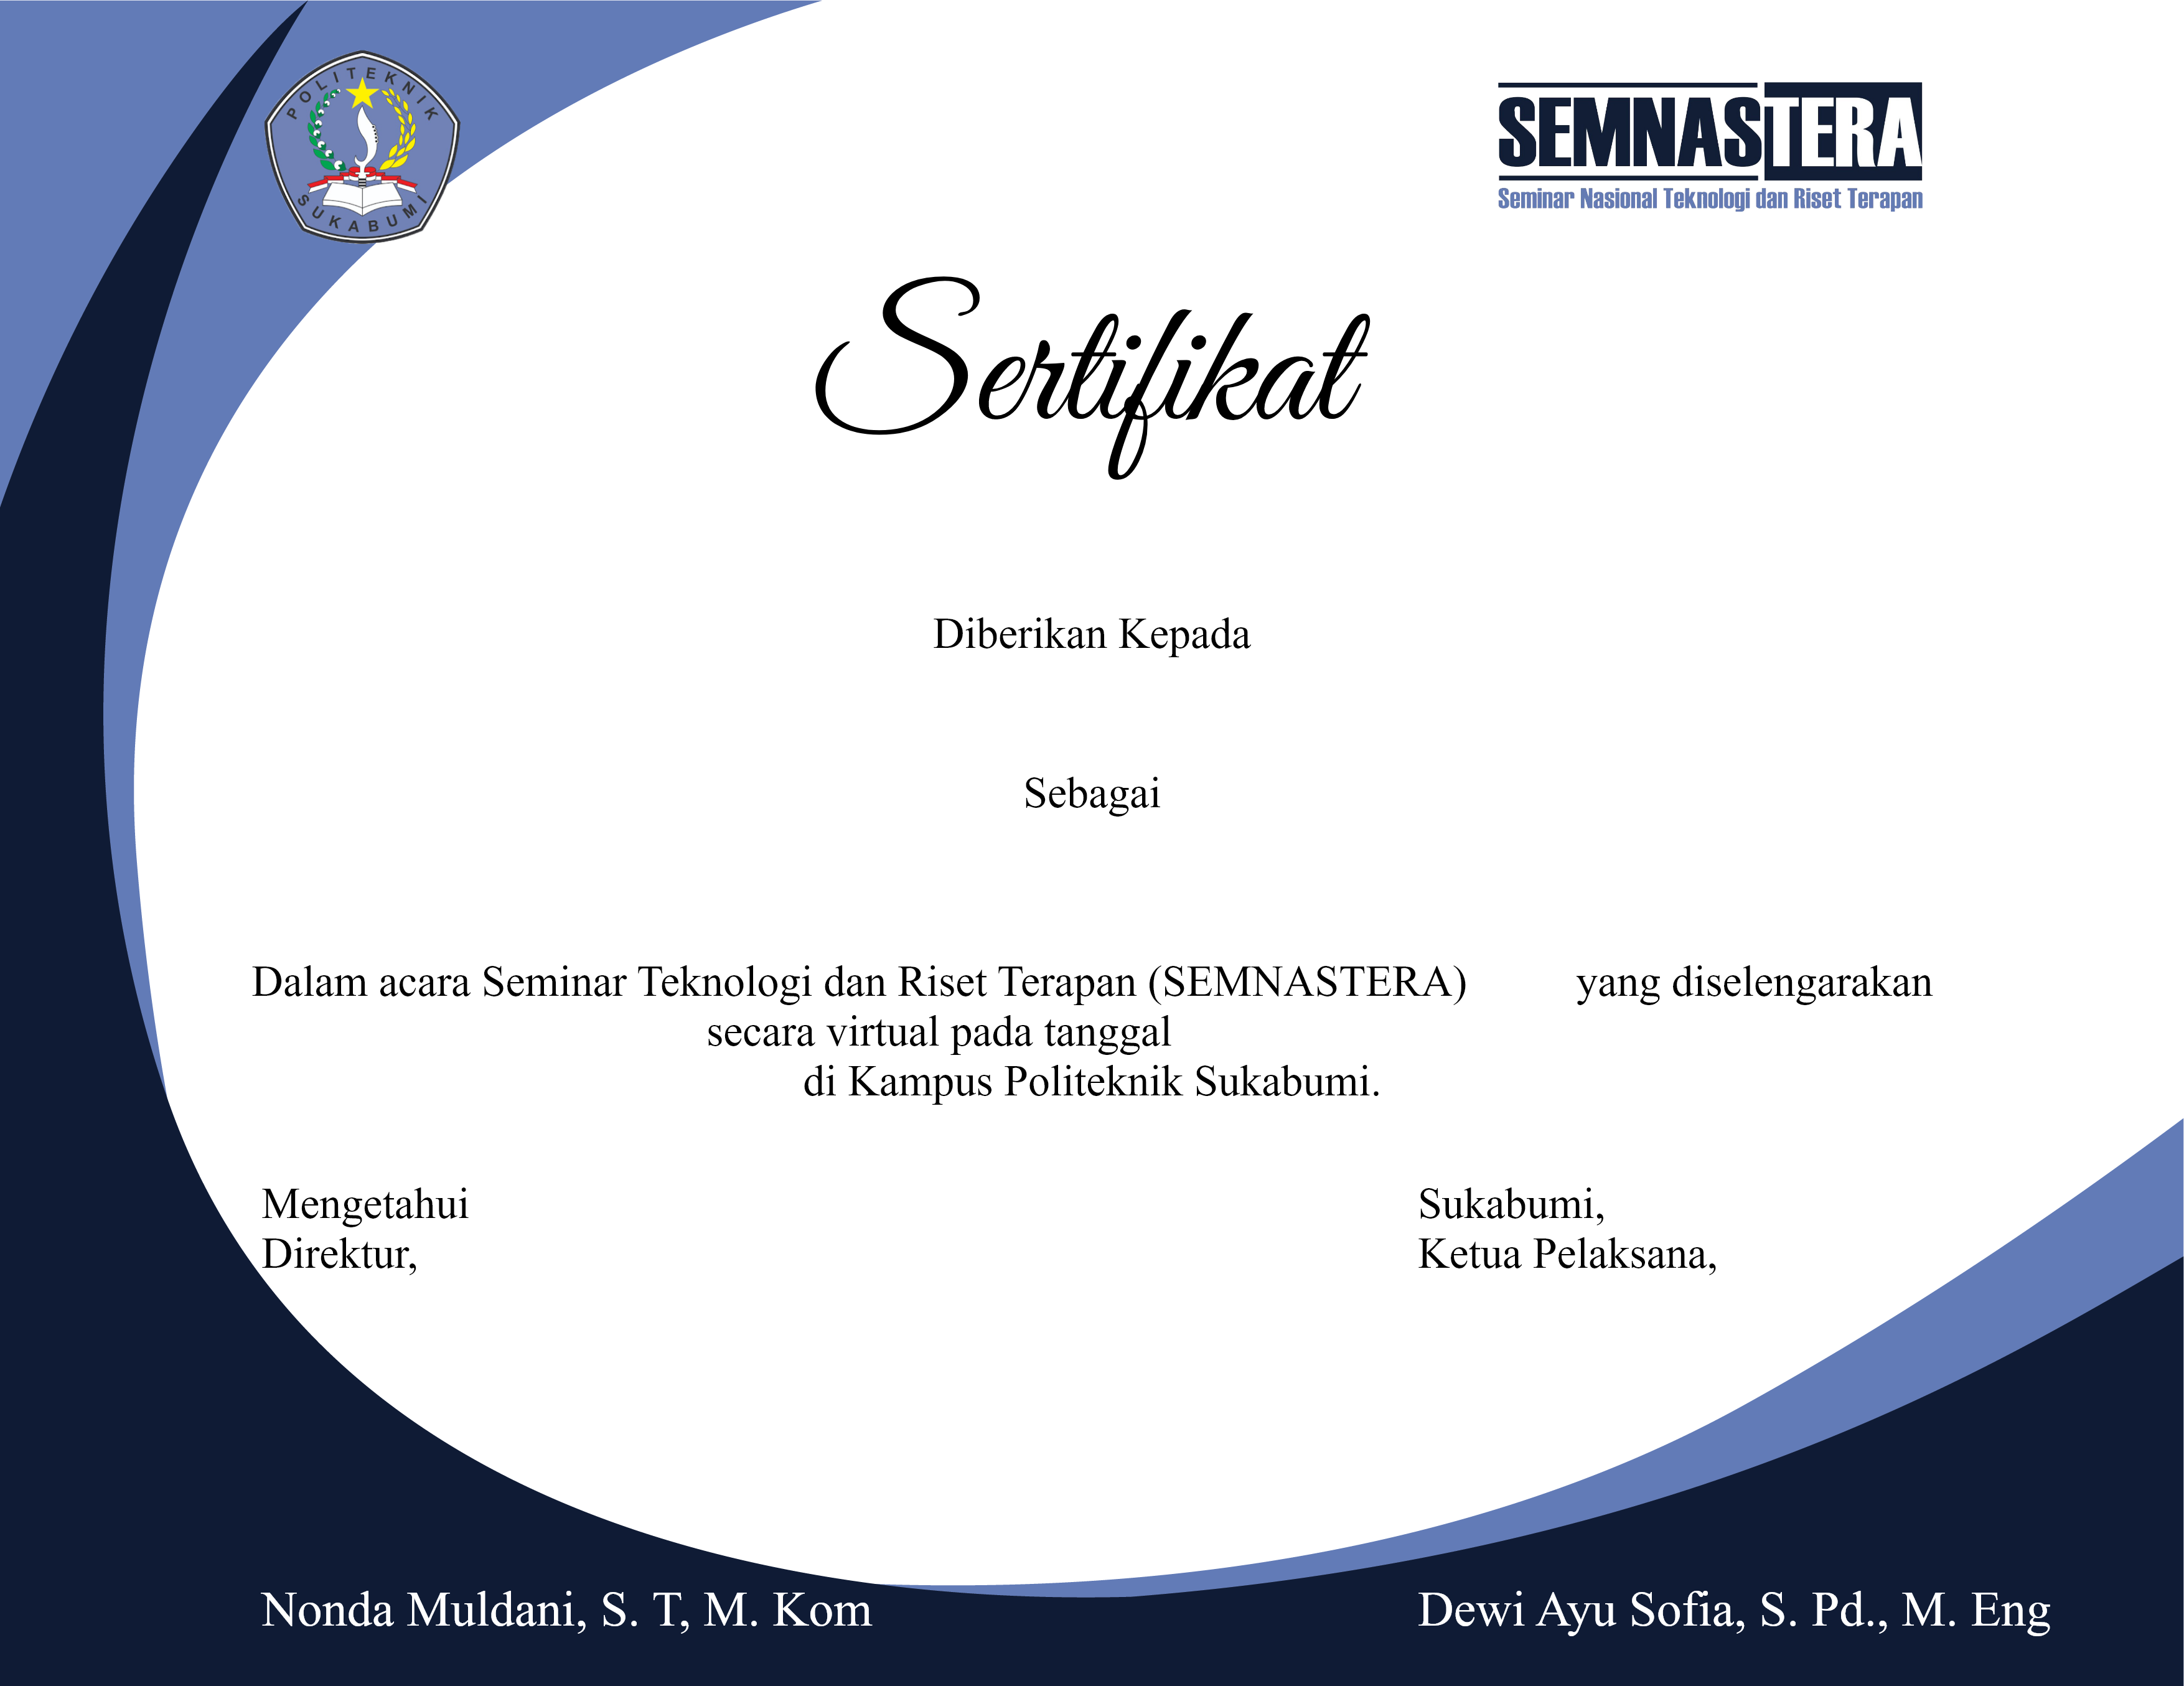 POLITEKNIK
SUKABUMI
SEMNASTERA
Seminar Nasional Teknologi dan Riset Terapan
Sertifikat
Diberikan Kepada
Sebagai
Dalam acara Seminar Teknologi dan Riset Terapan (SEMNASTERA) yang diselengarakan
secara virtual pada tanggal
di Kampus Politeknik Sukabumi.
Mengetahui
Direktur,
Sukabumi,
Ketua Pelaksana,
Nonda Muldani, S. T, M. Kom
Dewi Ayu Sofia, S. Pd., M. Eng